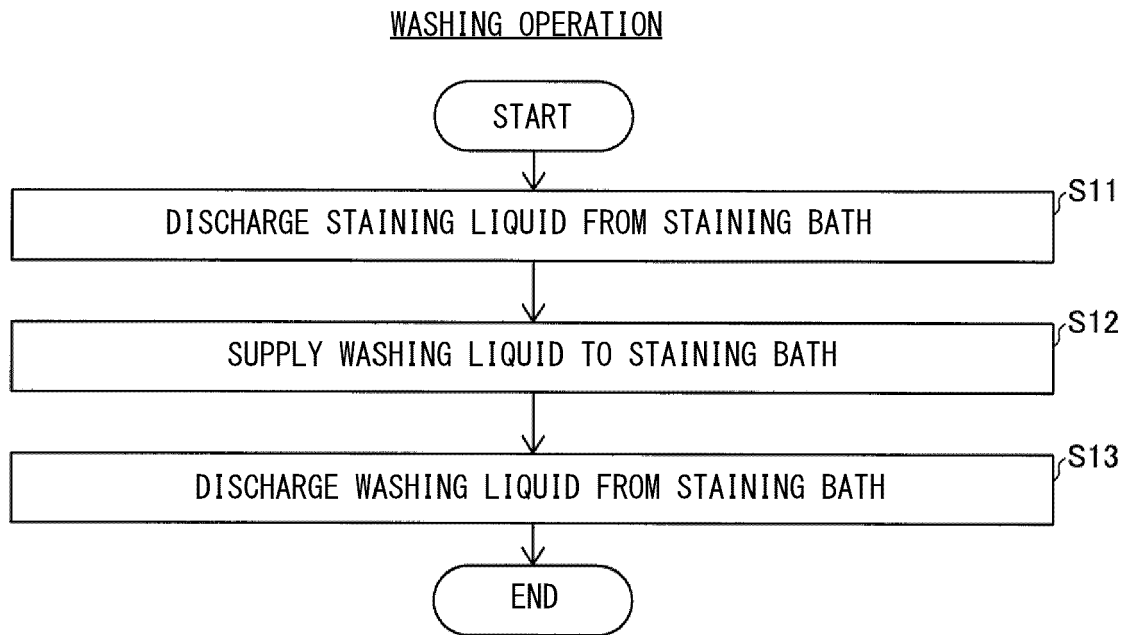 WASHING OPERATION
START
S11
DISCHARGE STAINING LIQUID FROM STAINING BATH
S12
SUPPLY WASHING LIQUID TO STAINING BATH
S13
DISCHARGE WASHING LIQUID FROM STAINING BATH
END